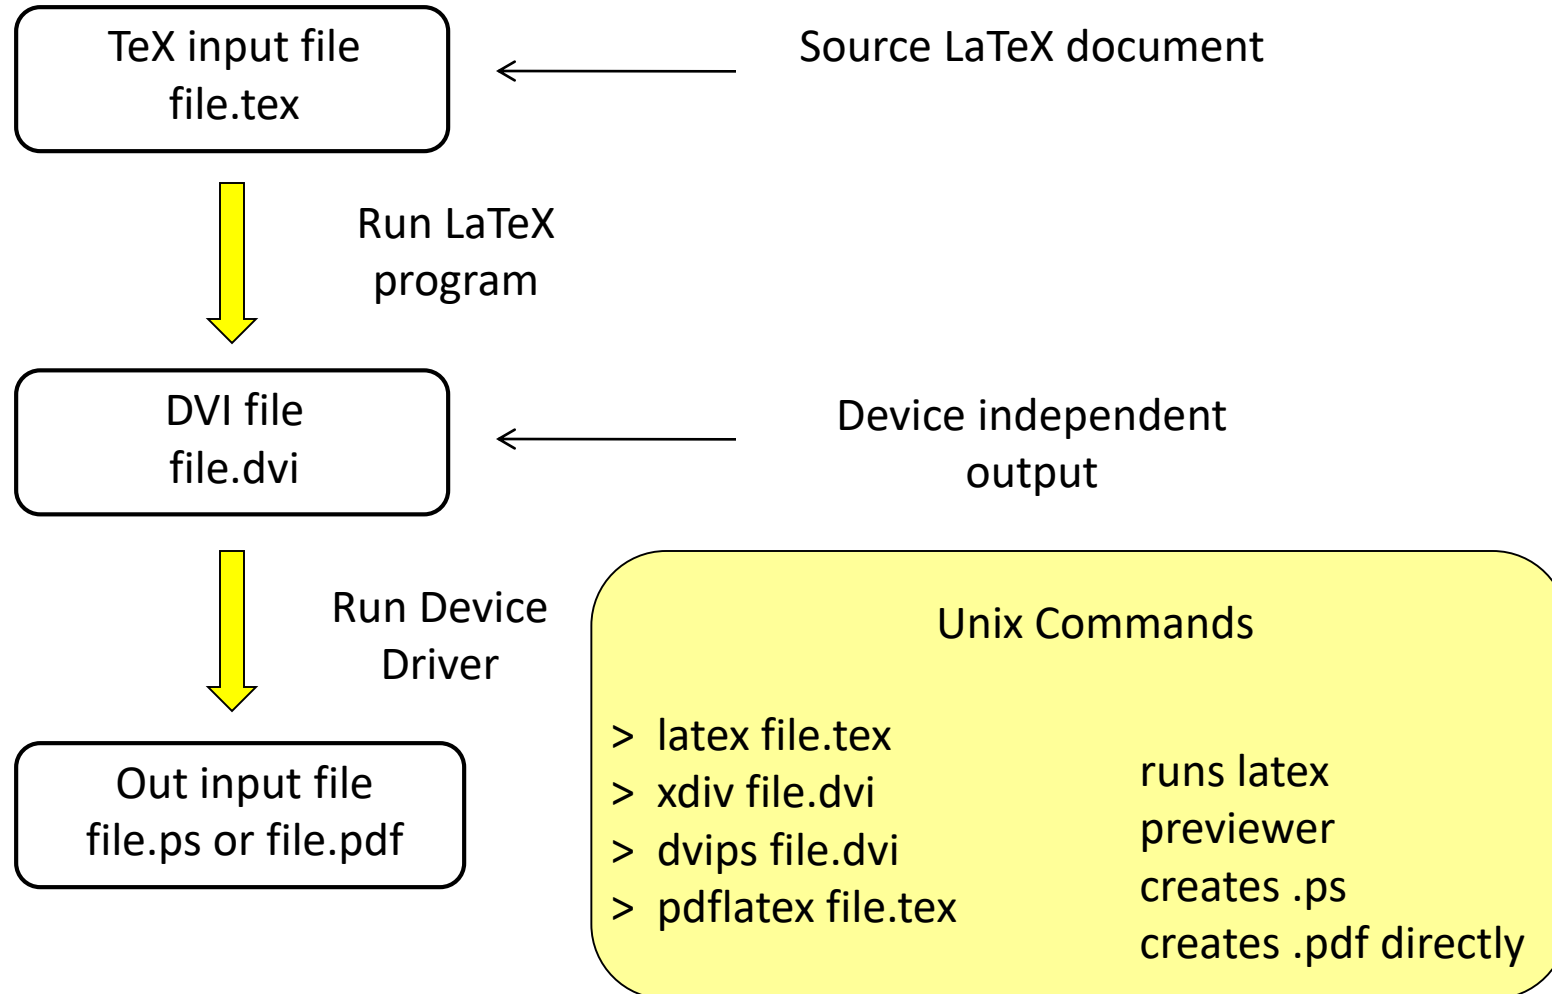 TeX input file
file.tex
Source LaTeX document
Run LaTeX
program
DVI file
file.dvi
Device independent
output
Run Device
Driver
Out input file
file.ps or file.pdf
Unix Commands
> latex file.tex
> xdiv file.dvi
> dvips file.dvi
> pdflatex file.tex
runs latex
previewer
creates .ps
creates .pdf directly